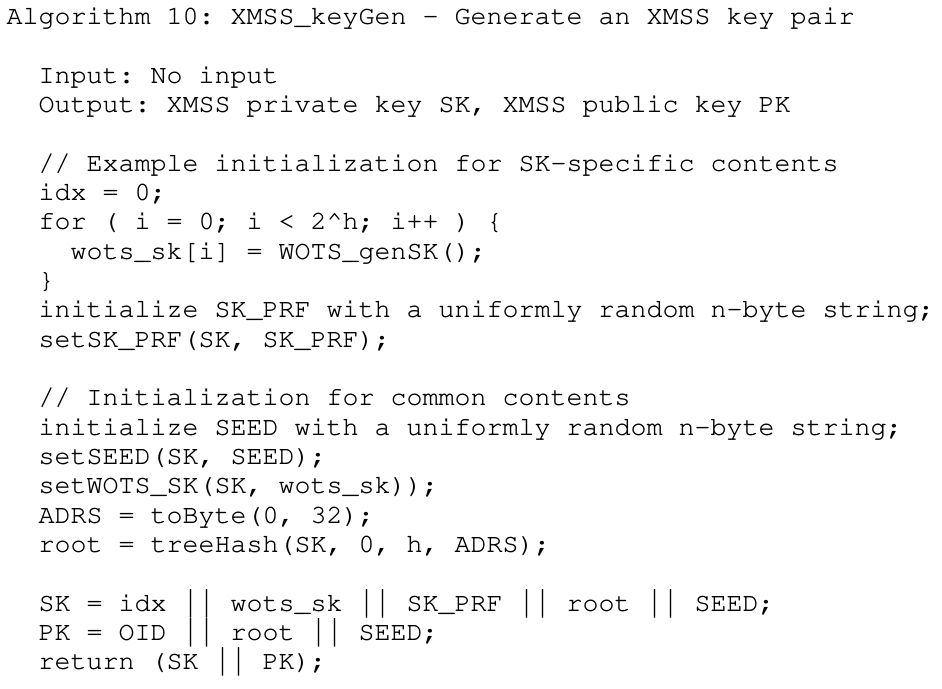 Algorithm 10: XMSS_keyGen - Generate an XMSS key pair
Input: No input
Output: XMSS private key SK, XMSS public key PK
// Example initialization for SK-specific contents
idx = 0;
for ( i = 0; i < 2^h; i++ ) {
wots_sk[i] = WOTS_genSK();
}
initialize SK_PRF with a uniformly random n-byte string;
setSK_PRF(SK, SK_PRF);
// Initialization for common contents
initialize SEED with a uniformly random n-byte string;
setSEED(SK, SEED);
setWOTS_SK(SK, wots_sk));
ADRS = toByte(0, 32);
root = treeHash(SK, 0, h, ADRS);
SK = idx || wots_sk || SK_PRF || root || SEED;
PK = OID || root || SEED;
return (SK || PK);